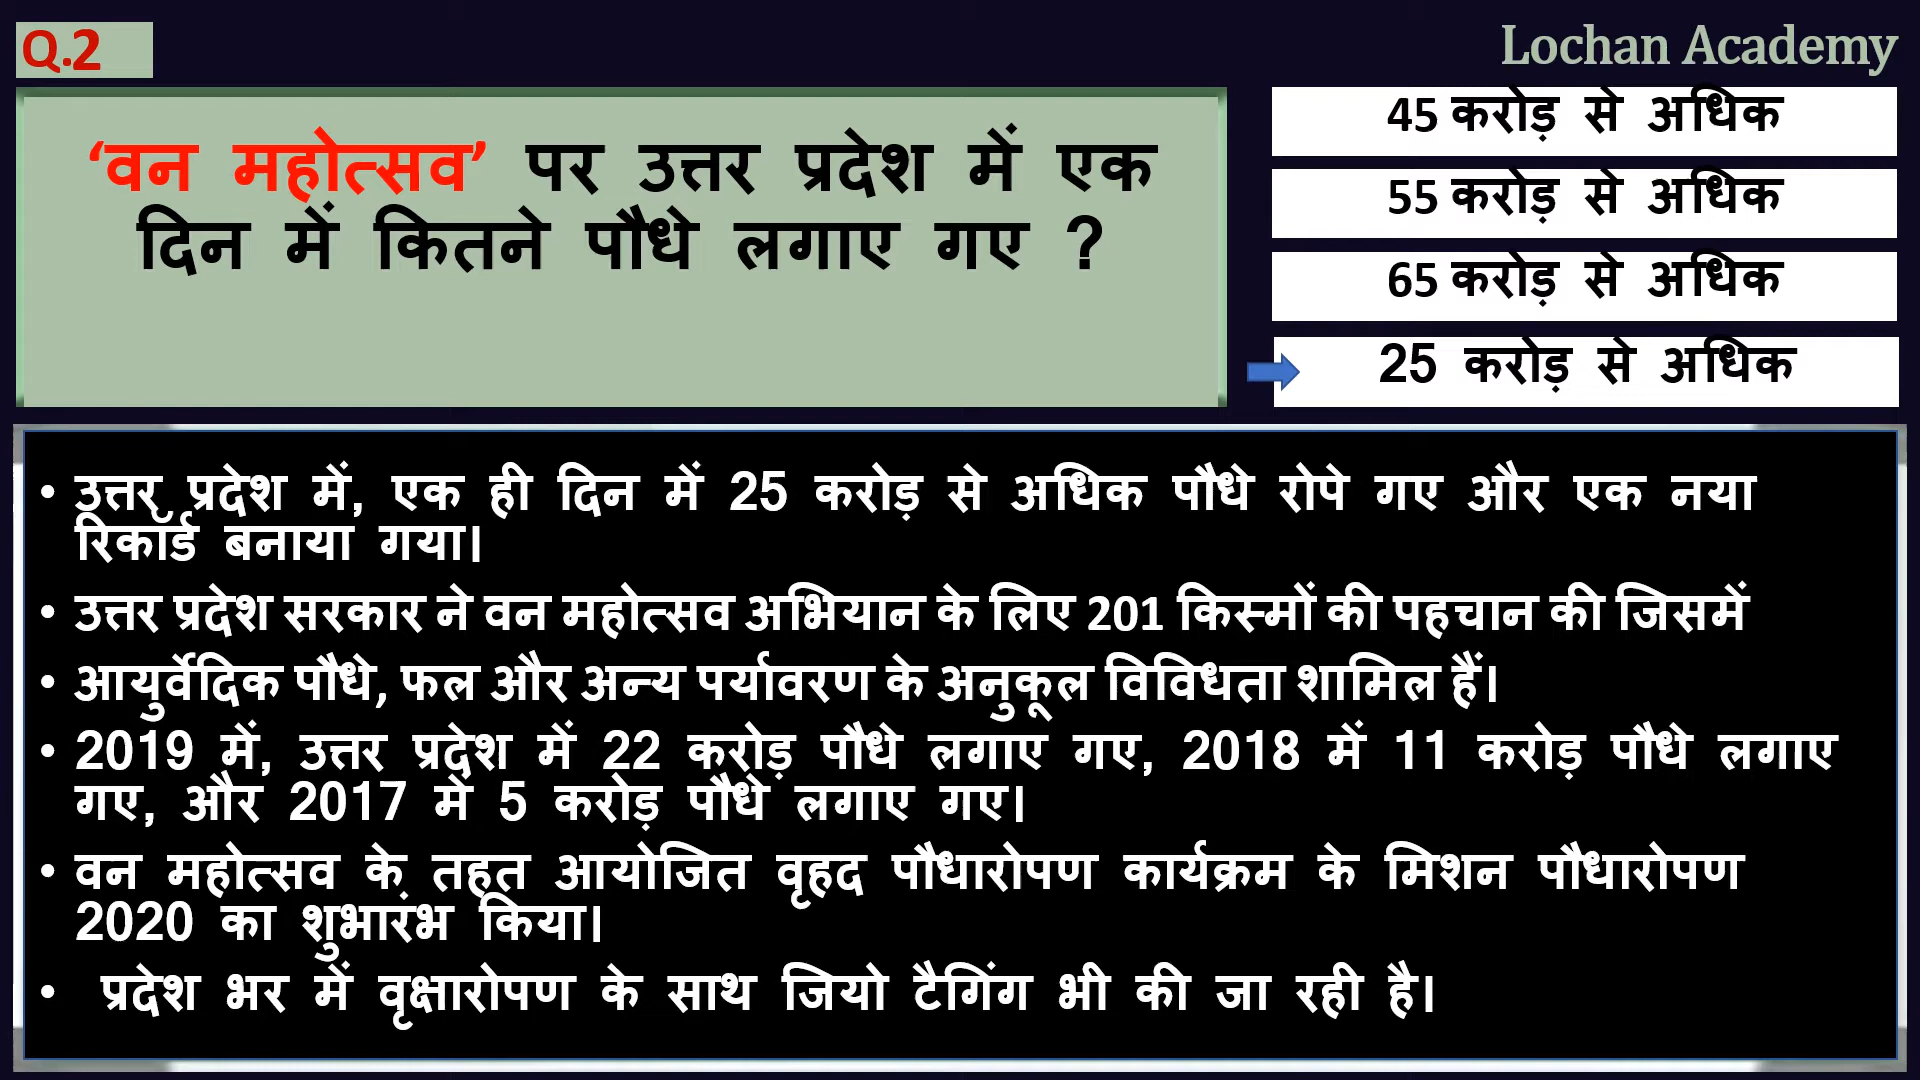 Q.2
Lochan Academy
‘वन महोत्सव’ पर उत्तर प्रदेश में एक
दिन में कितने पौधे लगाए गए ?
45 करोड़ से अधिक
55 करोड़ से अधिक
65 करोड़ से अधिक
25 करोड़ से अधिक
• उत्तर प्रदेश में, एक ही दिन में 25 करोड़ से अधिक पौधे रोपे गए और एक नया
रिकॉर्ड बनाया गया।
• उत्तर प्रदेश सरकार ने वन महोत्सव अभियान के लिए 201 किस्मों की पहचान की जिसमें
• आयुर्वेदिक पौधे, फल और अन्य पर्यावरण के अनुकूल विविधता शामिल हैं।
• 2019 में, उत्तर प्रदेश में 22 करोड़ पौधे लगाए गए, 2018 में 11 करोड़ पौधे लगाए
गए, और 2017 में 5 करोड़ पौधे लगाए गए।
• वन महोत्सव के तहत आयोजित वृहद पौधारोपण कार्यक्रम के मिशन पौधारोपण
2020 का शुभारंभ किया।
• प्रदेश भर में वृक्षारोपण के साथ जियो टैगिंग भी की जा रही है।